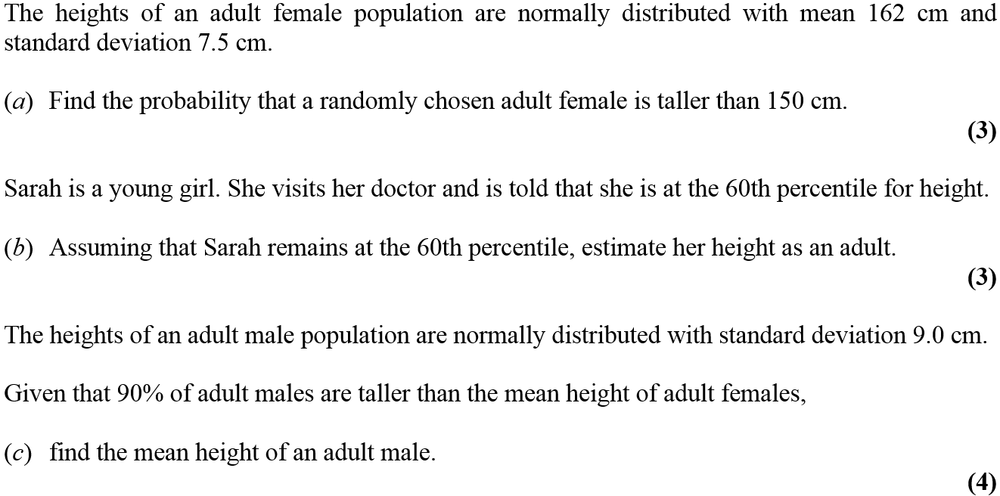 The heights of an adult female population are normally distributed with mean 162 cm and
standard deviation 7.5 cm.
(a) Find the probability that a randomly chosen adult female is taller than 150 cm.
(3)
Sarah is a young girl. She visits her doctor and is told that she is at the 60th percentile for height.
(b) Assuming that Sarah remains at the 60th percentile, estimate her height as an adult.
(3)
The heights of an adult male population are normally distributed with standard deviation 9.0 cm.
Given that 90% of adult males are taller than the mean height of adult females,
(c) find the mean height of an adult male.
(4)